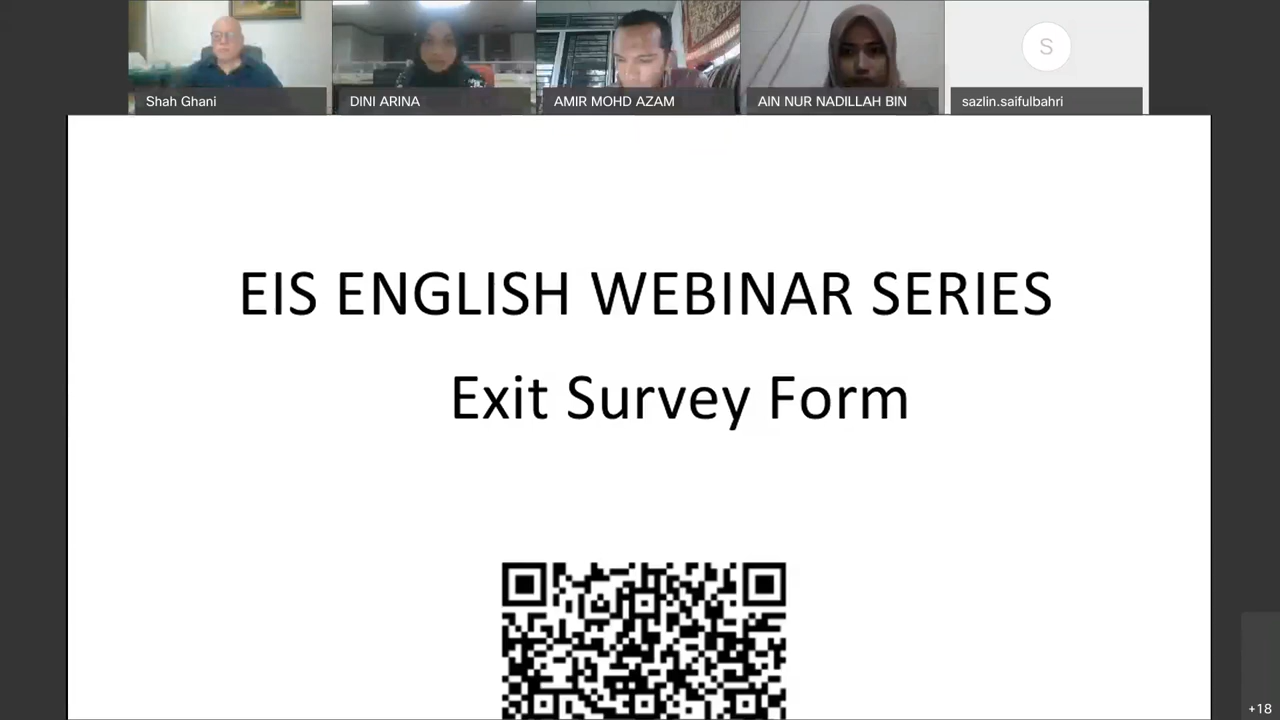 Shah Ghani
DINI ARINA
AMIR MOHD AZAM
AIN NUR NADILLAH BIN
S
sazlin.saifulbahri
EIS ENGLISH WEBINAR SERIES
Exit Survey Form
+18